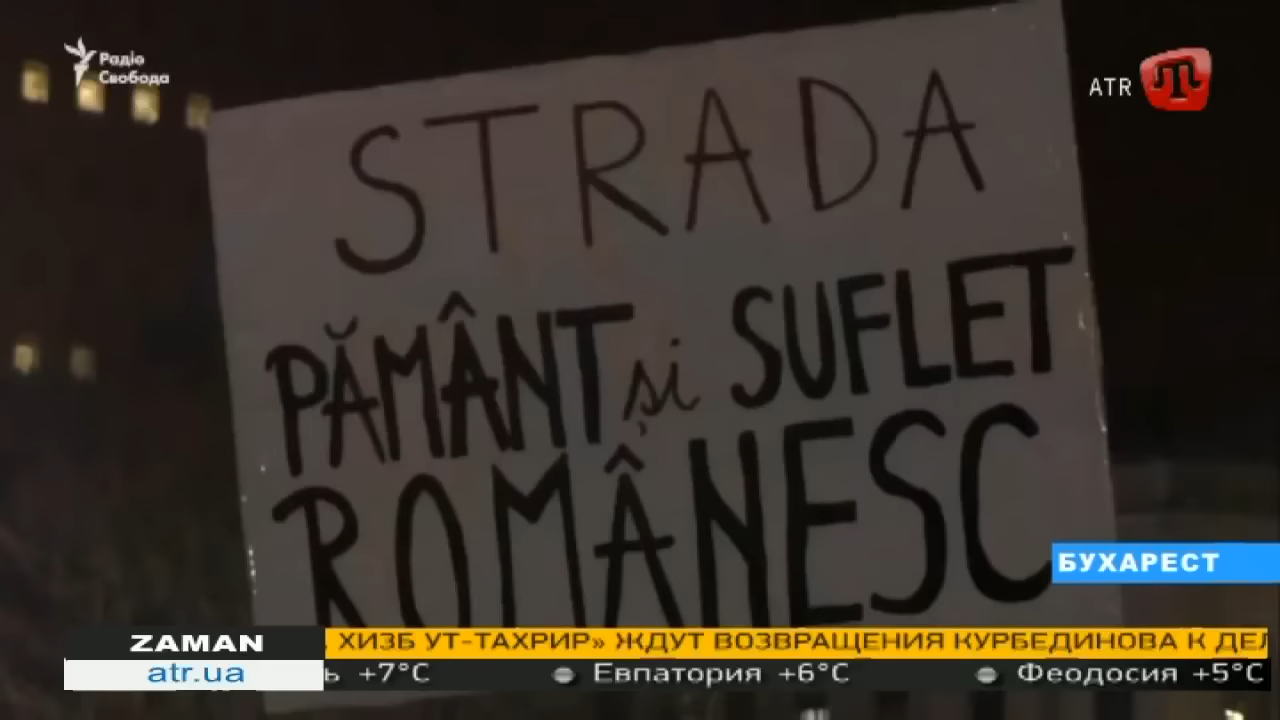 Радіо
Свобода
ATR
STRADA
PĂMÂNT și SUFLET
ROMÂNESC
БУХАРЕСТ
ZAMAN
ХИЗБ УТ-ТАХРИР» ЖДУТ ВОЗВРАЩЕНИЯ КУРБЕДИНОВА К
atr.ua
+7°C Евпатория +6°C Феодосия +5°C